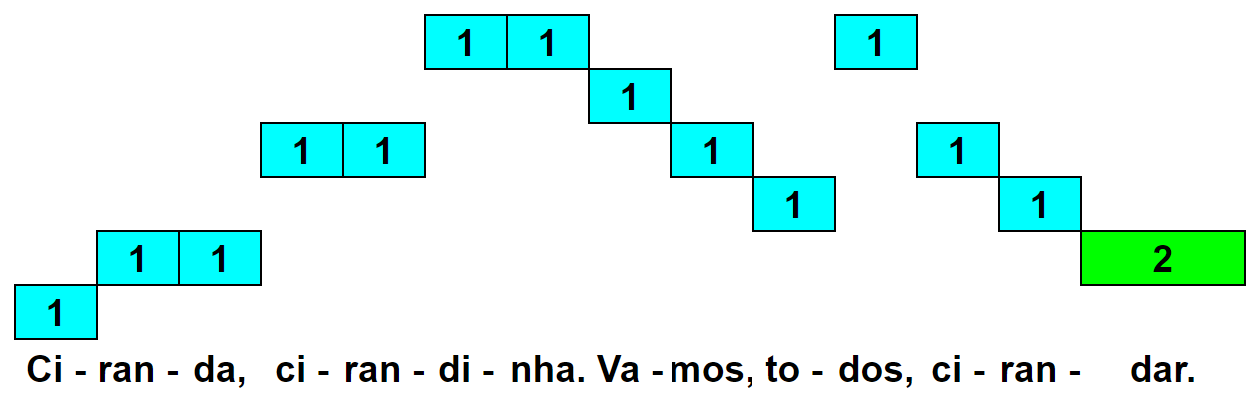 1 1 1
1
1 1 1 1
1 1
1 1 2
1
Ci - ran - da, ci - ran - di - nha. Va - mos, to - dos, ci - ran - dar.